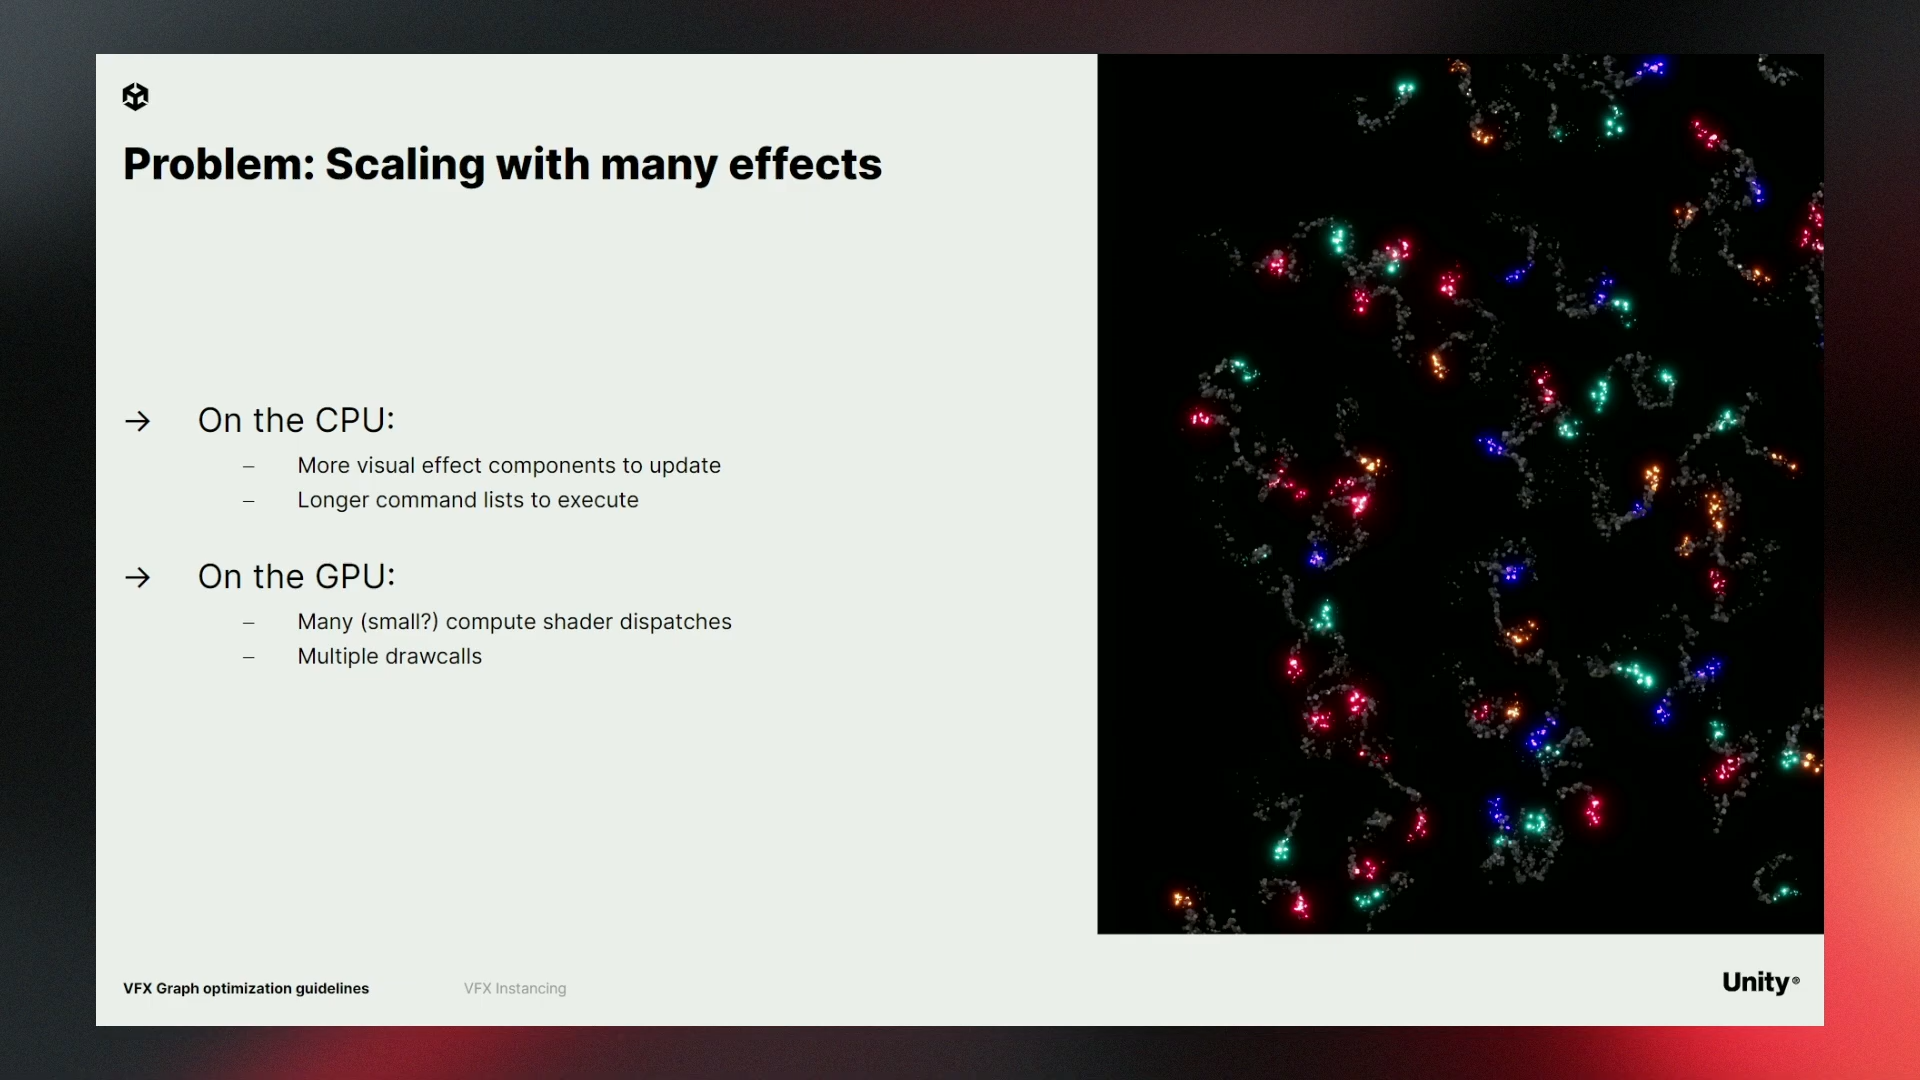 Problem: Scaling with many effects
→ On the CPU:
– More visual effect components to update
– Longer command lists to execute
→ On the GPU:
– Many (small?) compute shader dispatches
– Multiple drawcalls
VFX Graph optimization guidelines VFX Instancing
Unity®